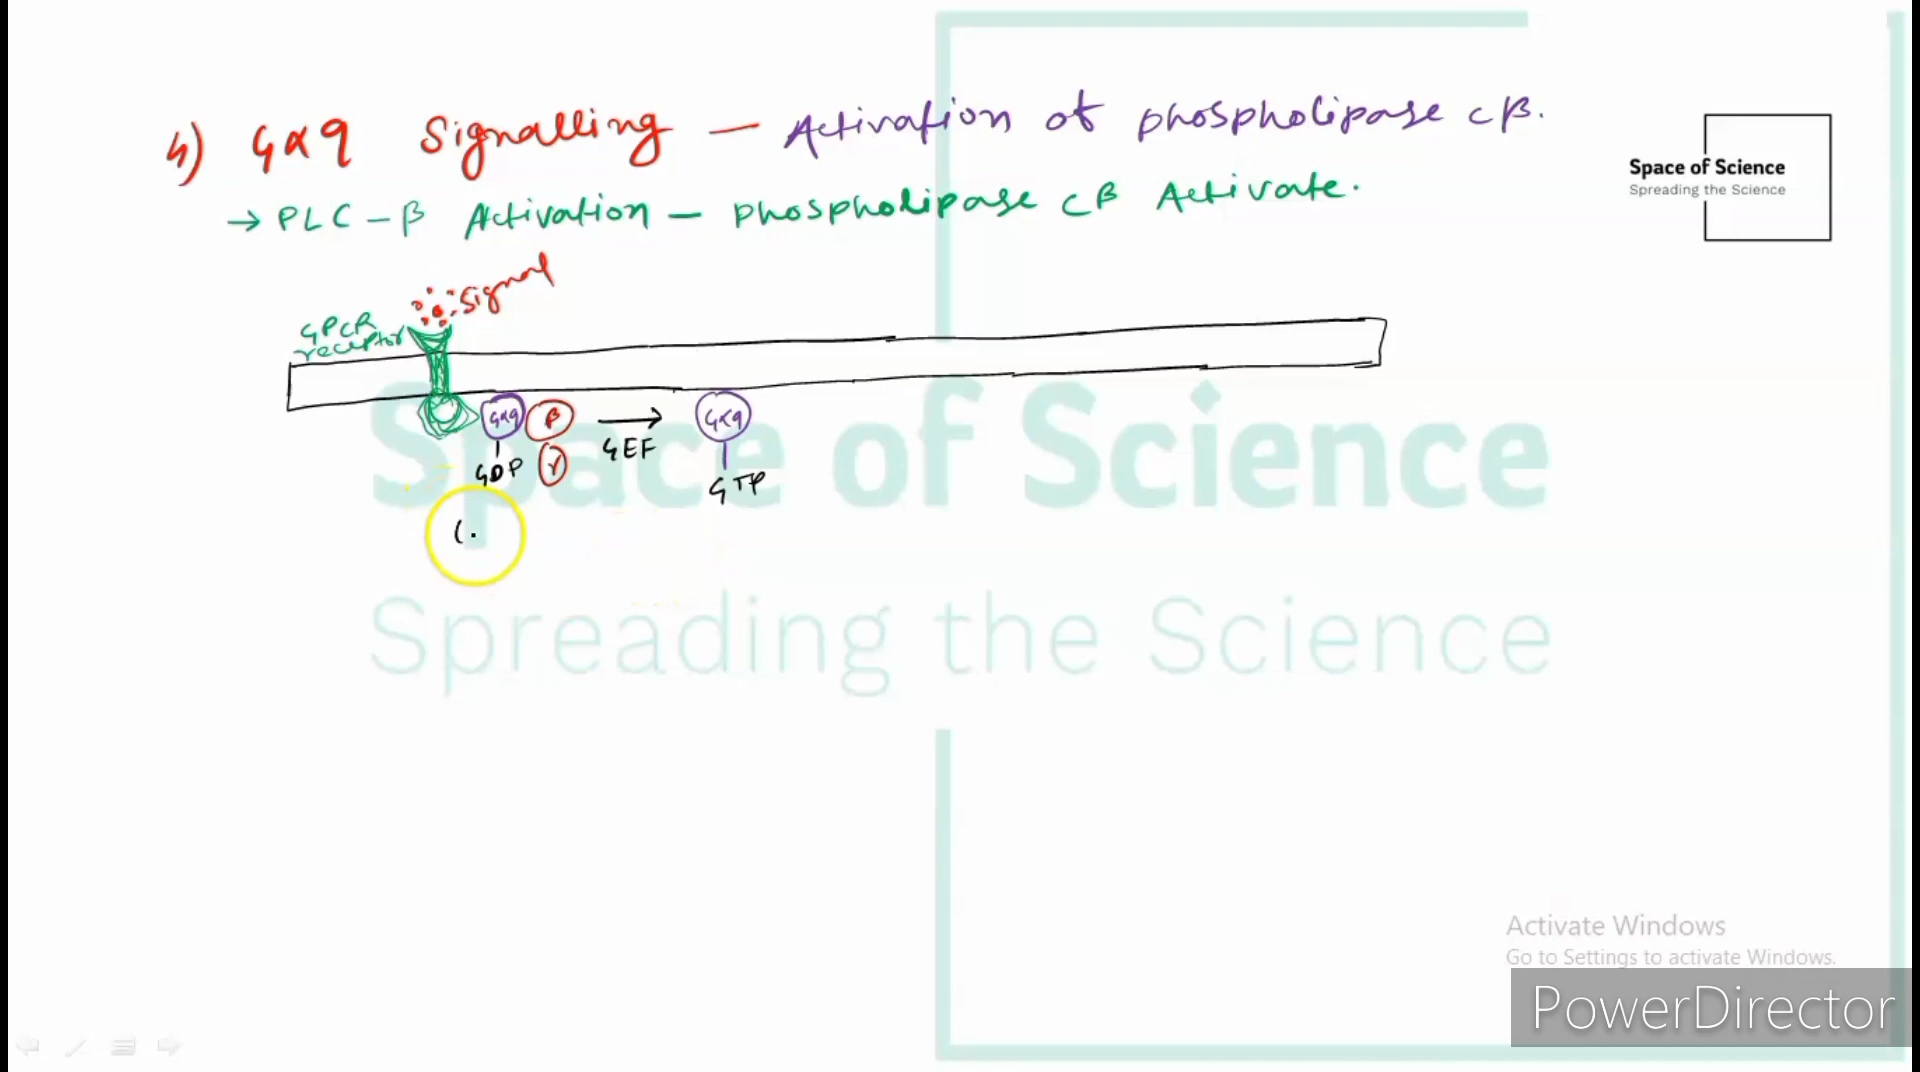 4) Gαq Signalling — Activation of phospholipase Cβ.
→ PLC-β Activation — phospholipase Cβ Activate.
Space of Science
Spreading the Science
Signal
GPCR
receptor
Gαq β → Gαq
GEF
GDP γ GTP
(.
Space of Science
Spreading the Science
Activate Windows
Go to Settings to activate Windows.
PowerDirector